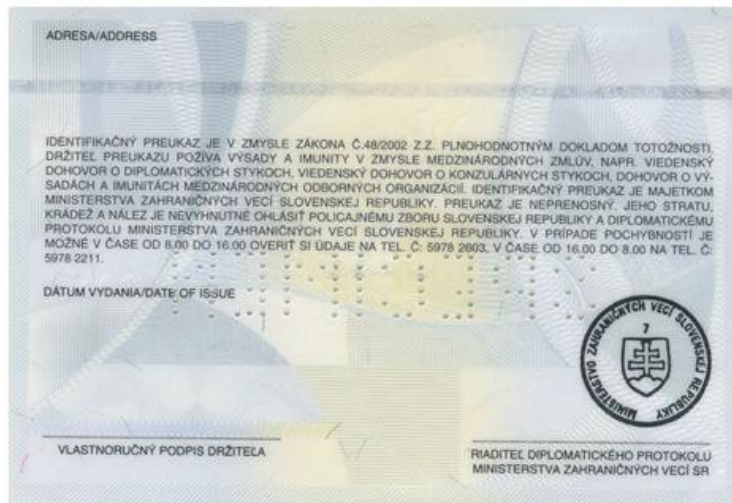 ADRESA/ADDRESS
IDENTIFIKAČNÝ PREUKAZ JE V ZMYSLE ZÁKONA Č.48/2002 Z.Z. PLNOHODNOTNÝM DOKLADOM TOTOŽNOSTI.
DRŽITEĽ PREUKAZU POŽÍVA VÝSADY A IMUNITY V ZMYSLE MEDZINÁRODNÝCH ZMLÚV, NAPR. VIEDENSKÝ
DOHOVOR O DIPLOMATICKÝCH STYKOCH, VIEDENSKÝ DOHOVOR O KONZULÁRNYCH STYKOCH, DOHOVOR O VÝ-
SADÁCH A IMUNITÁCH MEDZINÁRODNÝCH ODBORNÝCH ORGANIZÁCIÍ. IDENTIFIKAČNÝ PREUKAZ JE MAJETKOM
MINISTERSTVA ZAHRANIČNÝCH VECÍ SLOVENSKEJ REPUBLIKY. PREUKAZ JE NEPRENOSNÝ. JEHO STRATU,
KRÁDEŽ A NÁLEZ JE NEVYHNUTNÉ OHLÁSIŤ POLICAJNÉMU ZBORU SLOVENSKEJ REPUBLIKY A DIPLOMATICKÉMU
PROTOKOLU MINISTERSTVA ZAHRANIČNÝCH VECÍ SLOVENSKEJ REPUBLIKY. V PRÍPADE POCHYBNOSTÍ JE
MOŽNÉ V ČASE OD 8.00 DO 16.00 OVERIŤ SI ÚDAJE NA TEL. Č: 5978 2603, V ČASE OD 16.00 DO 8.00 NA TEL. Č:
5978 2211.
DÁTUM VYDANIA/DATE OF ISSUE
MINISTERSTVO ZAHRANIČNÝCH VECÍ SLOVENSKEJ REPUBLIKY
7
VLASTNORUČNÝ PODPIS DRŽITEĽA
RIADITEĽ DIPLOMATICKÉHO PROTOKOLU
MINISTERSTVA ZAHRANIČNÝCH VECÍ SR